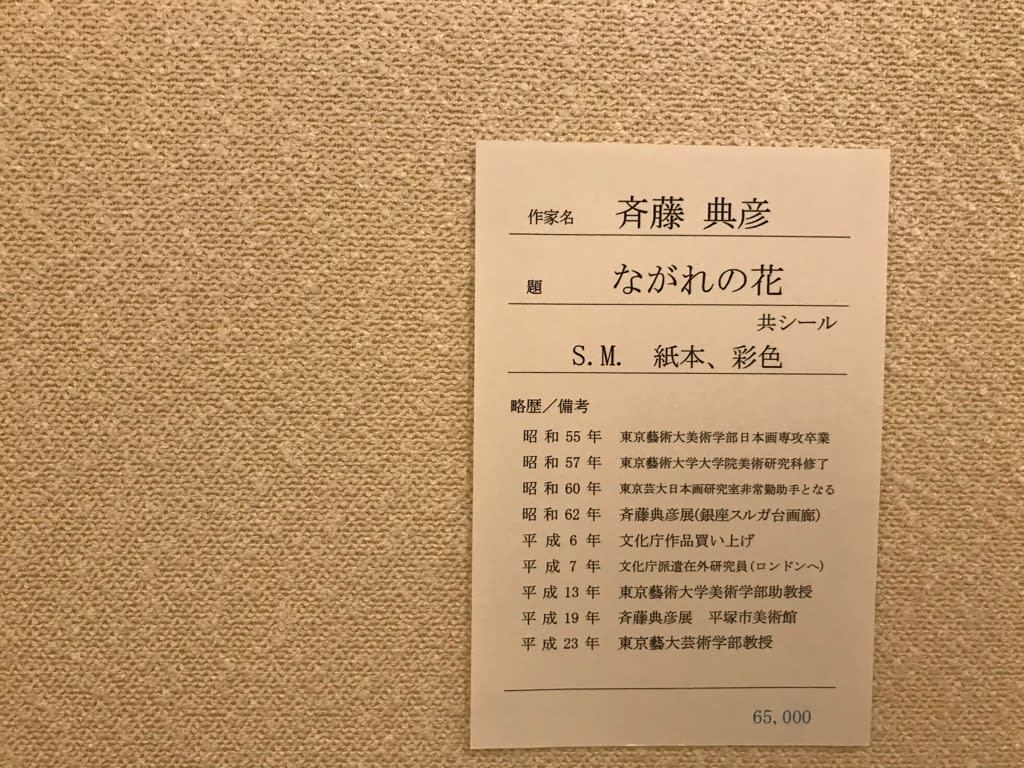 作家名 斉藤 典彦
題 ながれの花
共シール
S.M. 紙本、彩色
略歴／備考
昭和55年 東京藝術大美術学部日本画専攻卒業
昭和57年 東京藝術大学大学院美術研究科修了
昭和60年 東京芸大日本画研究室非常勤助手となる
昭和62年 斉藤典彦展(銀座スルガ台画廊)
平成6年 文化庁作品買い上げ
平成7年 文化庁派遣在外研究員(ロンドンへ)
平成13年 東京藝術大学美術学部助教授
平成19年 斉藤典彦展 平塚市美術館
平成23年 東京藝大芸術学部教授
65,000